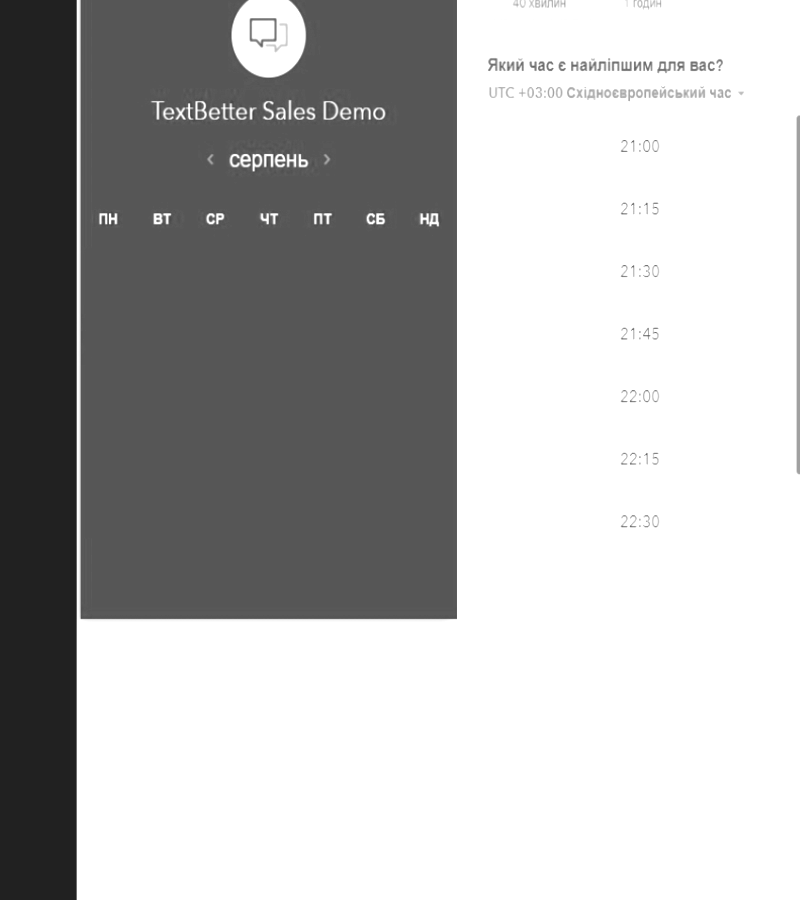 40 хвилин 1 годин
TextBetter Sales Demo
серпень
ПН ВТ СР ЧТ ПТ СБ НД
Який час є найліпшим для вас?
UTC +03:00 Східноєвропейський час
21:00
21:15
21:30
21:45
22:00
22:15
22:30